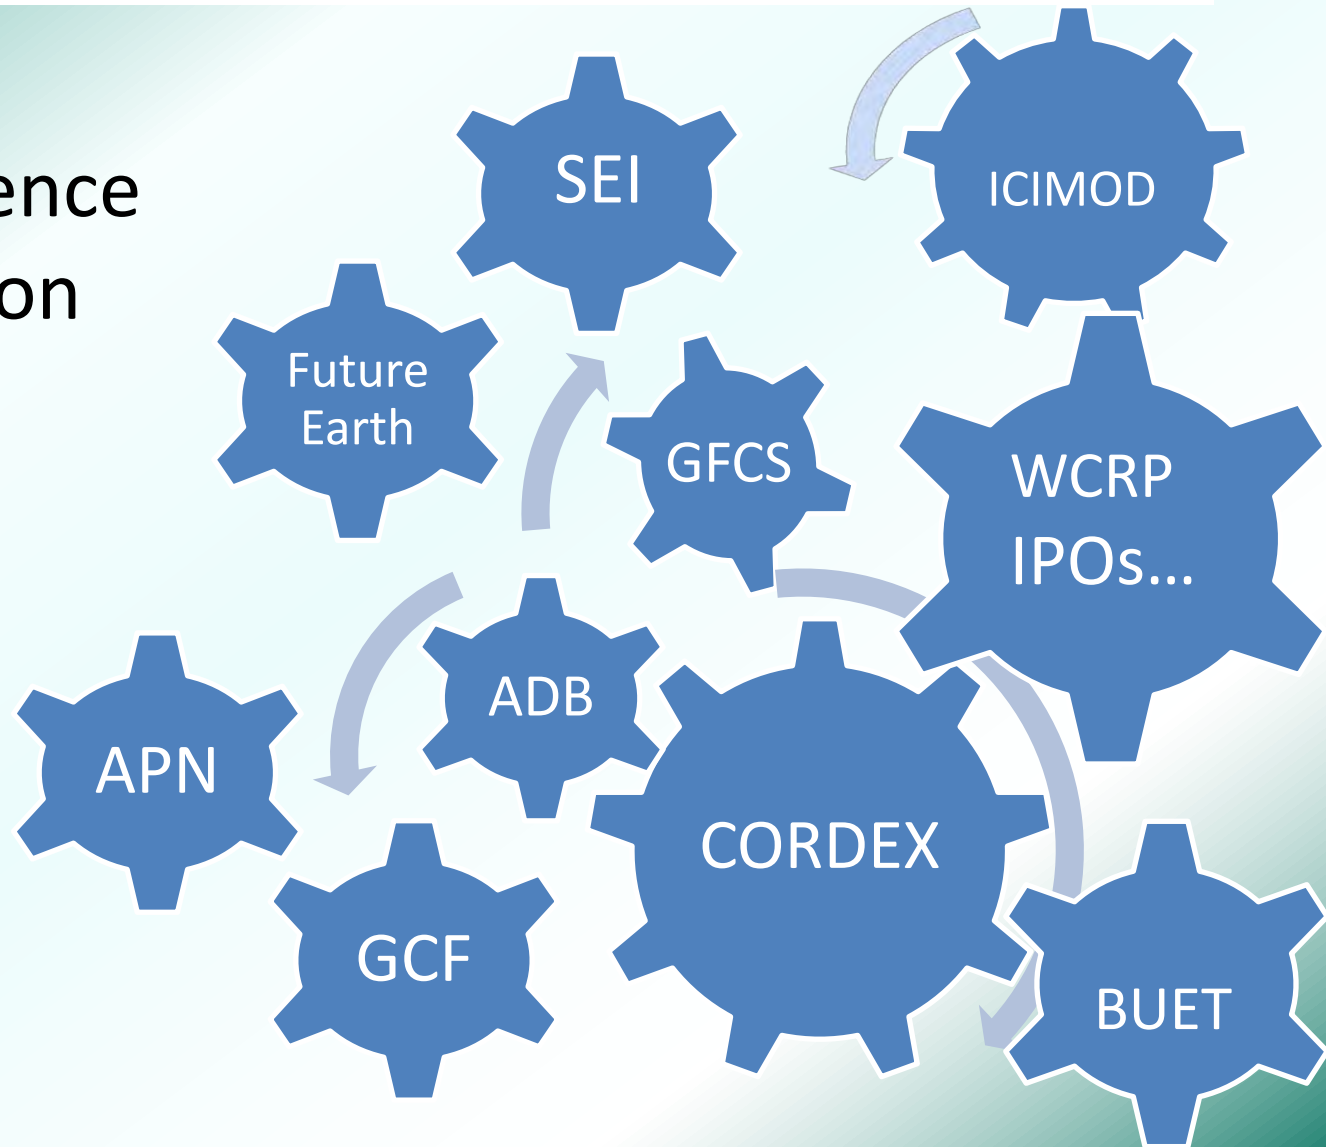 ence
on
SEI
ICIMOD
Future
Earth
GFCS
WCRP
IPOs...
ADB
APN
CORDEX
GCF
BUET